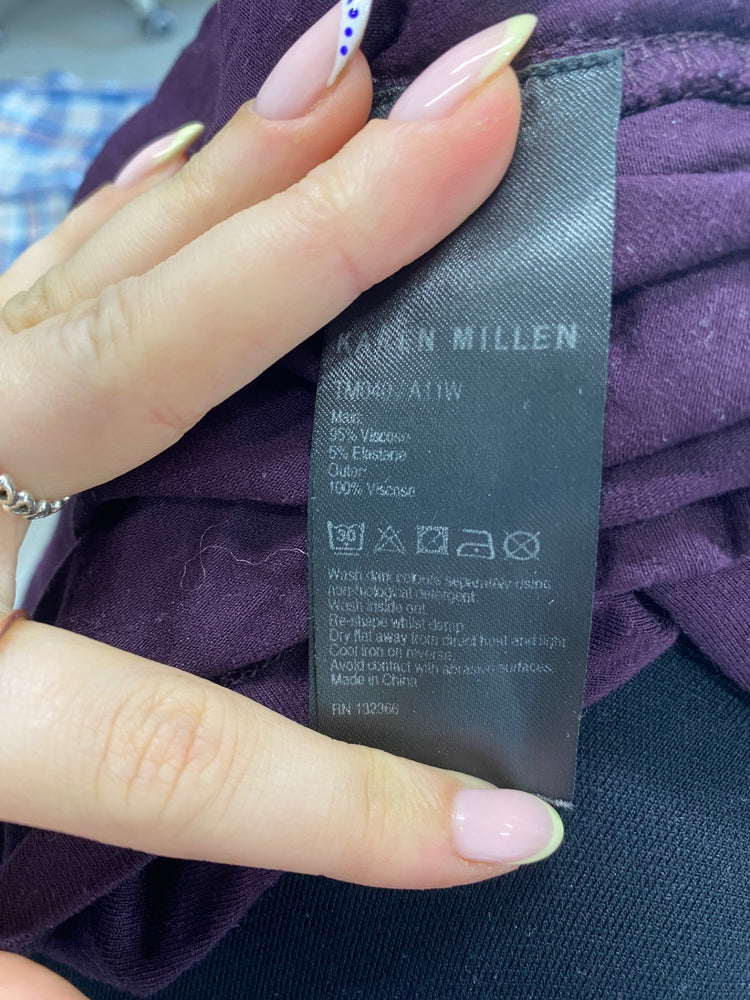 KAREN MILLEN
TM040 A11W
Main:
95% Viscose
5% Elastane
Outer:
100% Viscose
30
Wash dark colours separately using
non-biological detergent.
Wash inside out.
Re-shape whilst damp.
Dry flat away from direct heat and light.
Cool iron on reverse.
Avoid contact with abrasive surfaces.
Made in China
RN 132366